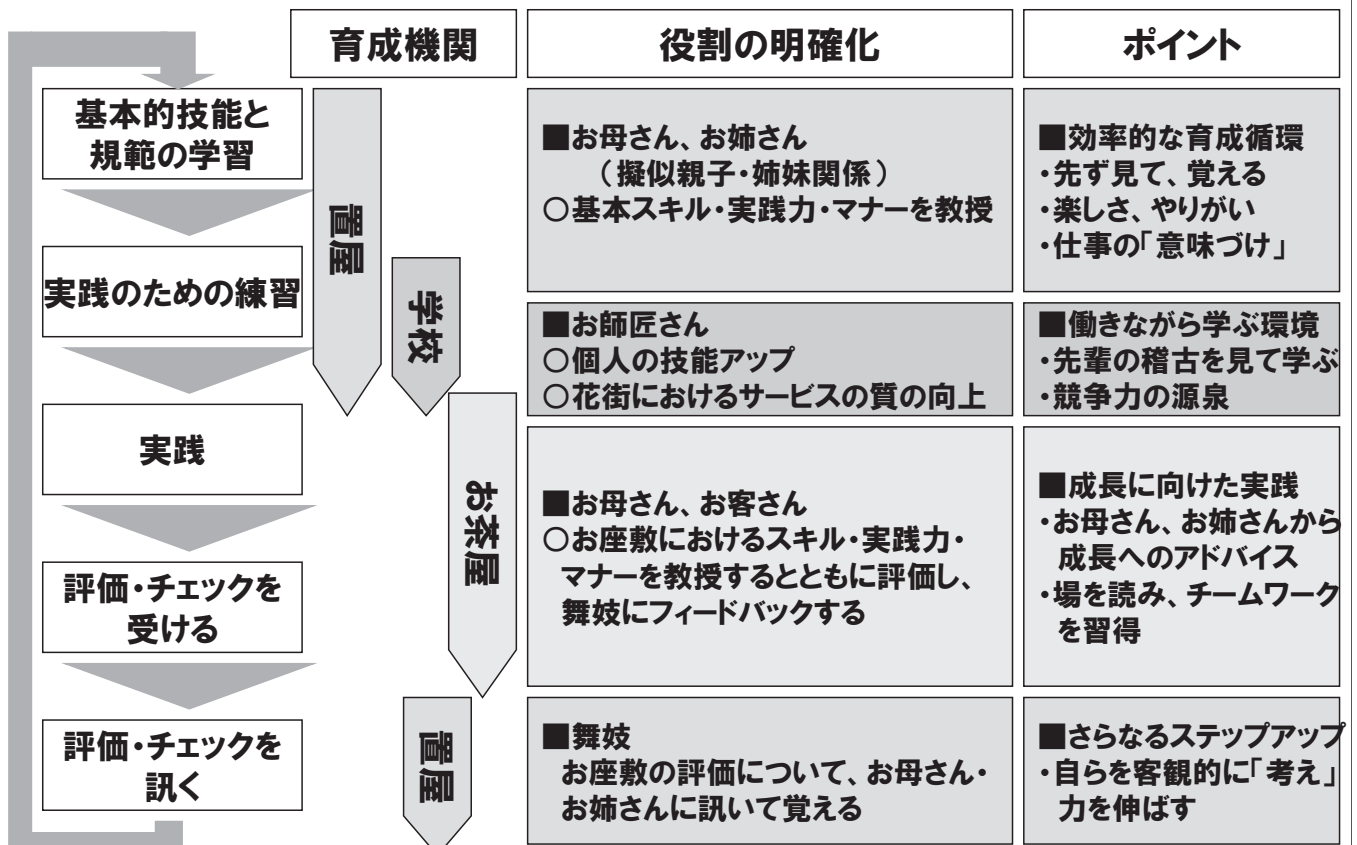 育成機関
役割の明確化
ポイント
基本的技能と
規範の学習
実践のための練習
実践
評価・チェックを
受ける
評価・チェックを
訊く
置屋
学校
お茶屋
置屋
■お母さん、お姉さん
（擬似親子・姉妹関係）
○基本スキル・実践力・マナーを教授
■効率的な育成循環
・先ず見て、覚える
・楽しさ、やりがい
・仕事の「意味づけ」
■お師匠さん
○個人の技能アップ
○花街におけるサービスの質の向上
■働きながら学ぶ環境
・先輩の稽古を見て学ぶ
・競争力の源泉
■お母さん、お客さん
○お座敷におけるスキル・実践力・
マナーを教授するとともに評価し、
舞妓にフィードバックする
■成長に向けた実践
・お母さん、お姉さんから
成長へのアドバイス
・場を読み、チームワーク
を習得
■舞妓
お座敷の評価について、お母さん・
お姉さんに訊いて覚える
■さらなるステップアップ
・自らを客観的に「考え」
力を伸ばす